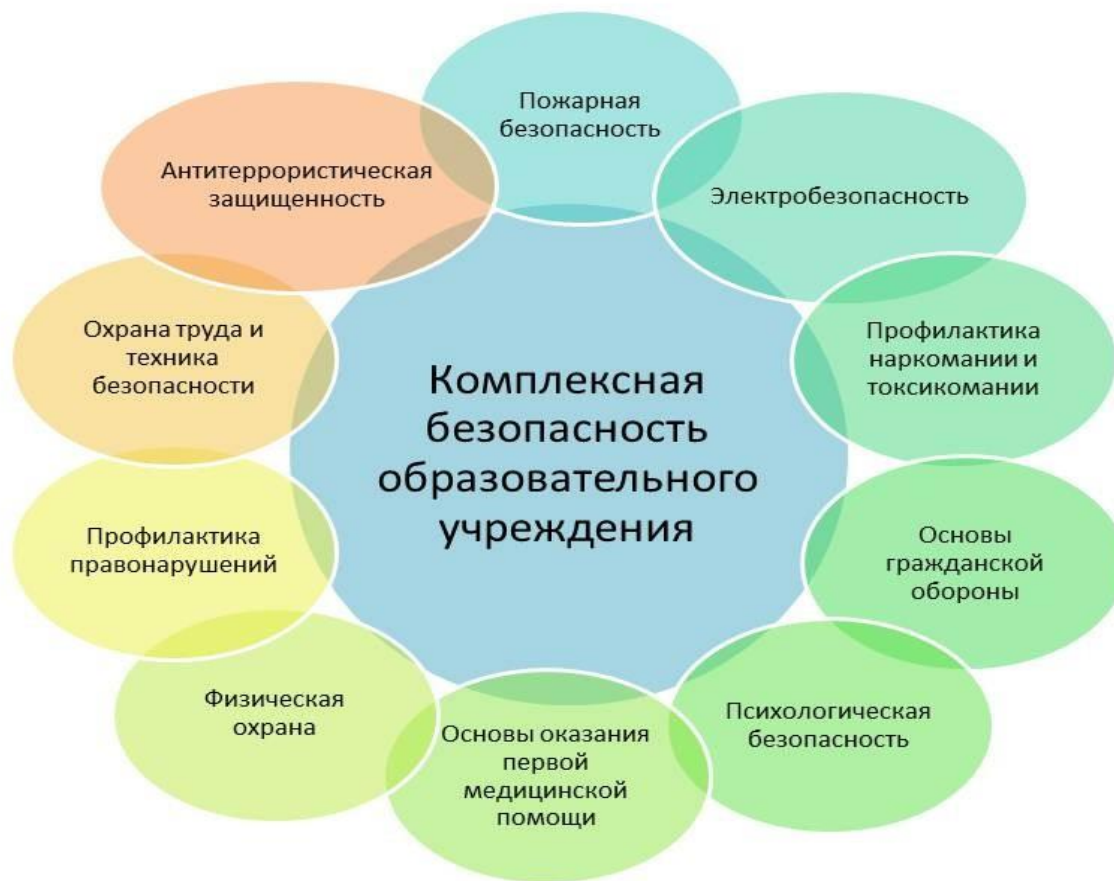 Пожарная
безопасность
Электробезопасность
Профилактика
наркомании и
токсикомании
Основы
гражданской
обороны
Психологическая
безопасность
Основы оказания
первой
медицинской
помощи
Физическая
охрана
Профилактика
правонарушений
Охрана труда и
техника
безопасности
Антитеррористическая
защищенность
Комплексная
безопасность
образовательного
учреждения